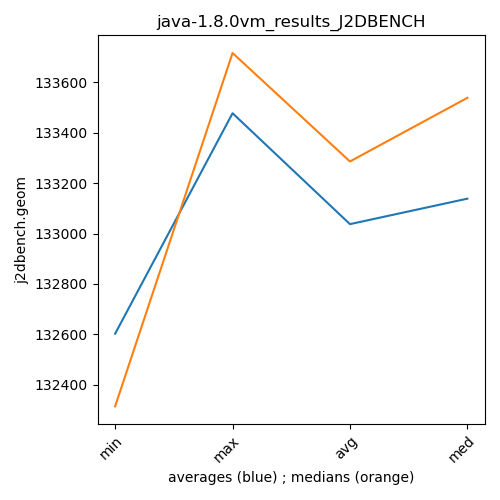 java-1.8.0vm_results_J2DBENCH
j2dbench.geom
133600
133400
133200
133000
132800
132600
132400
min
max
avg
med
averages (blue) ; medians (orange)